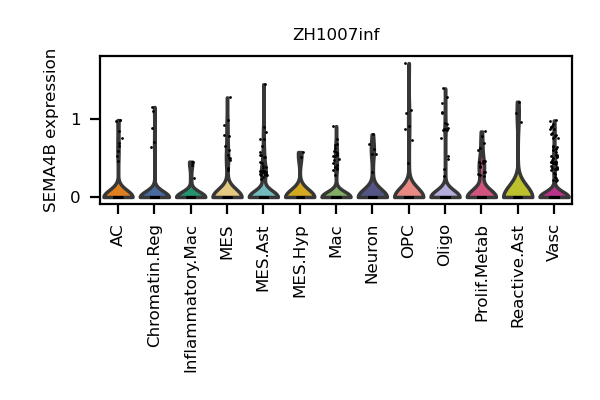 ZH1007inf
SEMA4B expression
1
0
AC
Chromatin.Reg
Inflammatory.Mac
MES
MES.Ast
MES.Hyp
Mac
Neuron
OPC
Oligo
Prolif.Metab
Reactive.Ast
Vasc